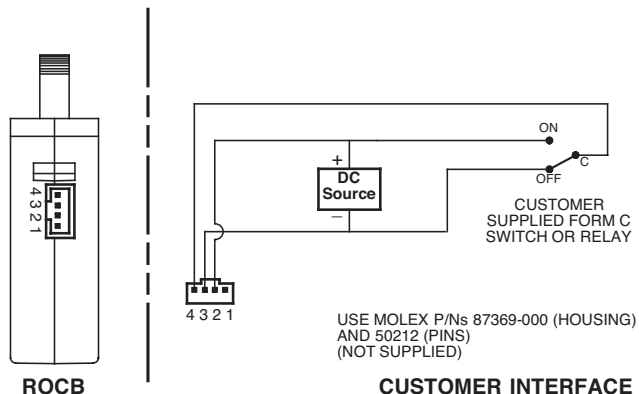 4 3 2 1
ROCB
ON
OFF
C
+
DC
Source
–
CUSTOMER
SUPPLIED FORM C
SWITCH OR RELAY
4 3 2 1
USE MOLEX P/Ns 87369-000 (HOUSING)
AND 50212 (PINS)
(NOT SUPPLIED)
CUSTOMER INTERFACE